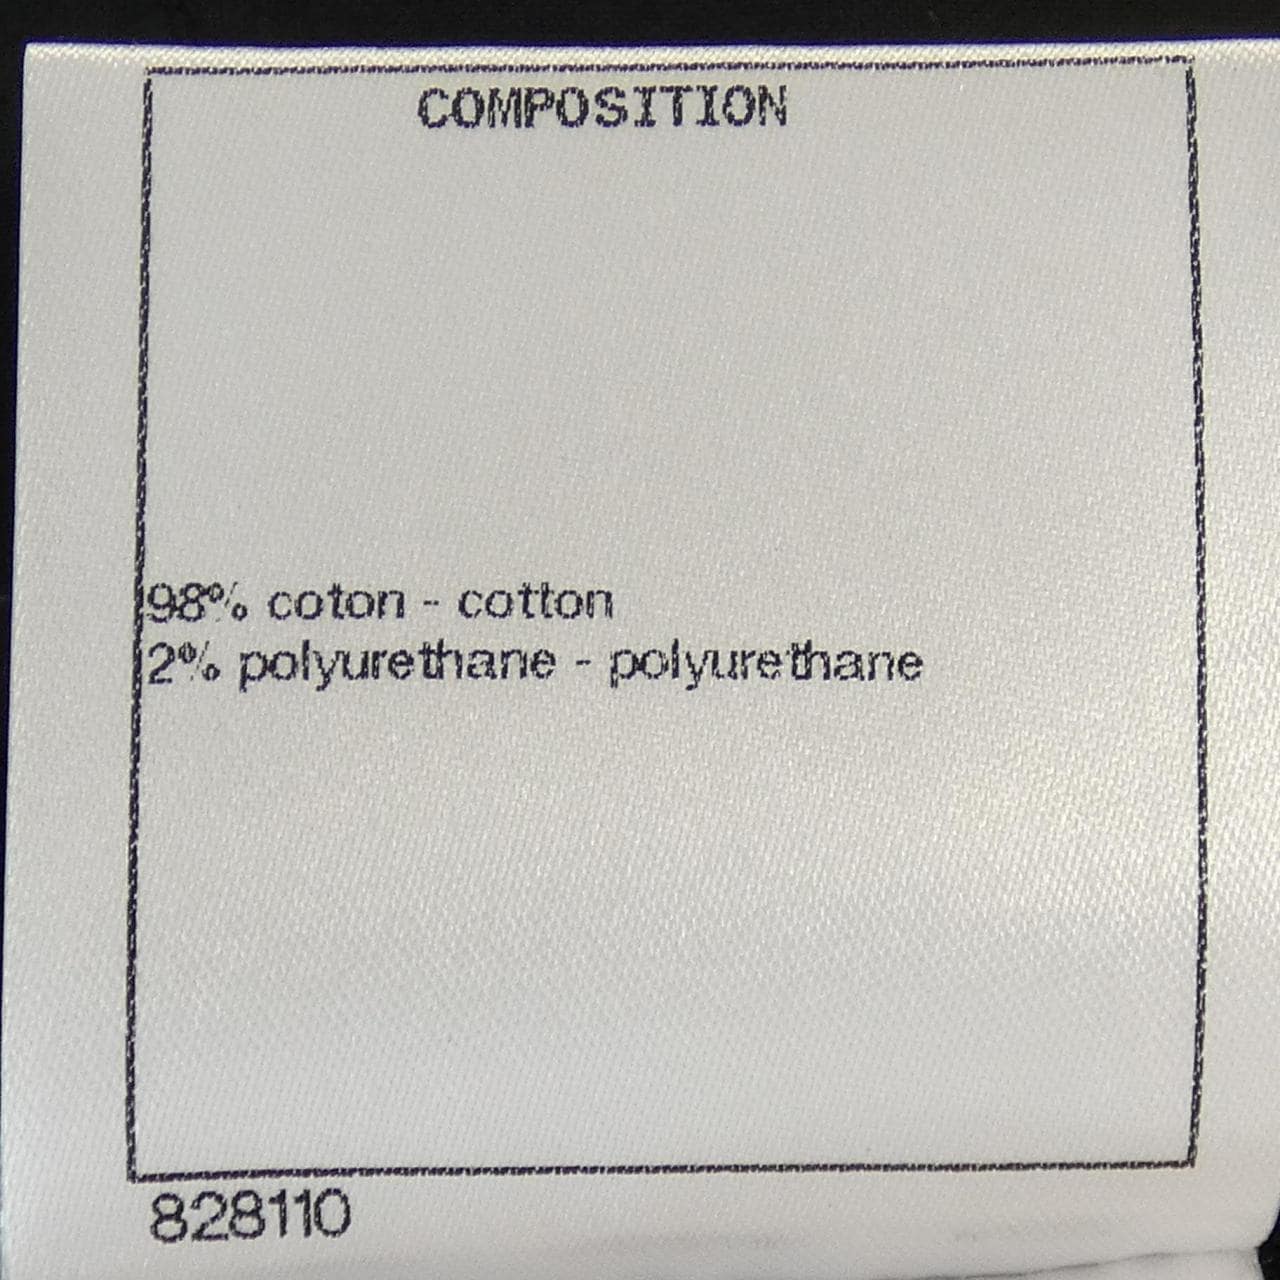 COMPOSITION
98% coton - cotton
2% polyurethane - polyurethane
828110